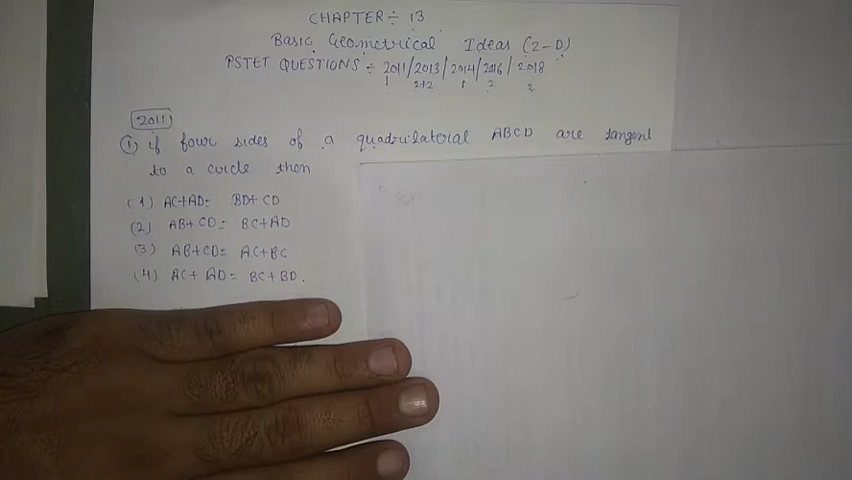 CHAPTER ÷ 13
Basic Geometrical Ideas (2-D)
PSTET QUESTIONS ÷ 2011/2013/2014/2016/2018
1 2+2 1 2 2
2011
(1) if four sides of a quadrilateral ABCD are tangent
to a circle then
(1) AC+AD= BD+CD
(2) AB+CD= BC+AD
(3) AB+CD= AC+BC
(4) AC+AD= BC+BD.